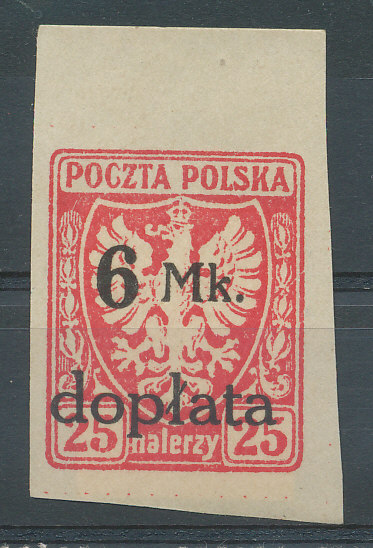 POCZTA POLSKA
6 Mk.
dopłata
25 halerzy 25